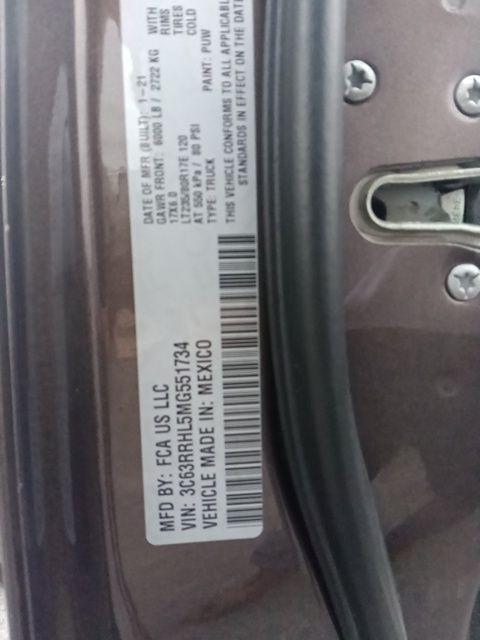 MFD BY: FCA US LLC
DATE OF MFR (BUILT): 1-21
GAWR FRONT: 6000 LB / 2722 KG
WITH
17X6.0
RIMS
LT235/80R17E 120
TIRES
AT 550 kPa / 80 PSI
COLD
TYPE: TRUCK
PAINT: PUW
THIS VEHICLE CONFORMS TO ALL APPLICABL
STANDARDS IN EFFECT ON THE DATE
VIN: 3C63RRHL5MG551734
VEHICLE MADE IN: MEXICO